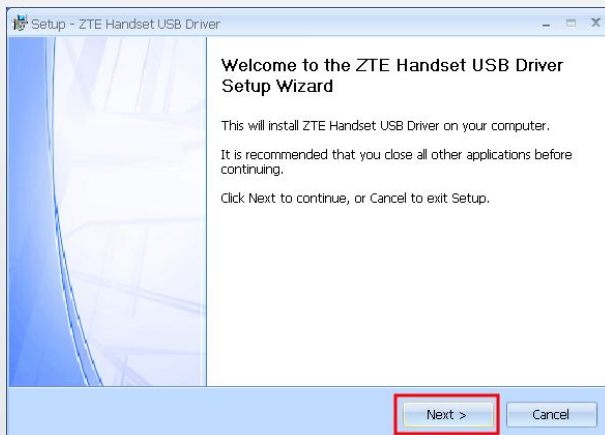 Setup - ZTE Handset USB Driver
Welcome to the ZTE Handset USB Driver
Setup Wizard
This will install ZTE Handset USB Driver on your computer.
It is recommended that you close all other applications before
continuing.
Click Next to continue, or Cancel to exit Setup.
Next >
Cancel